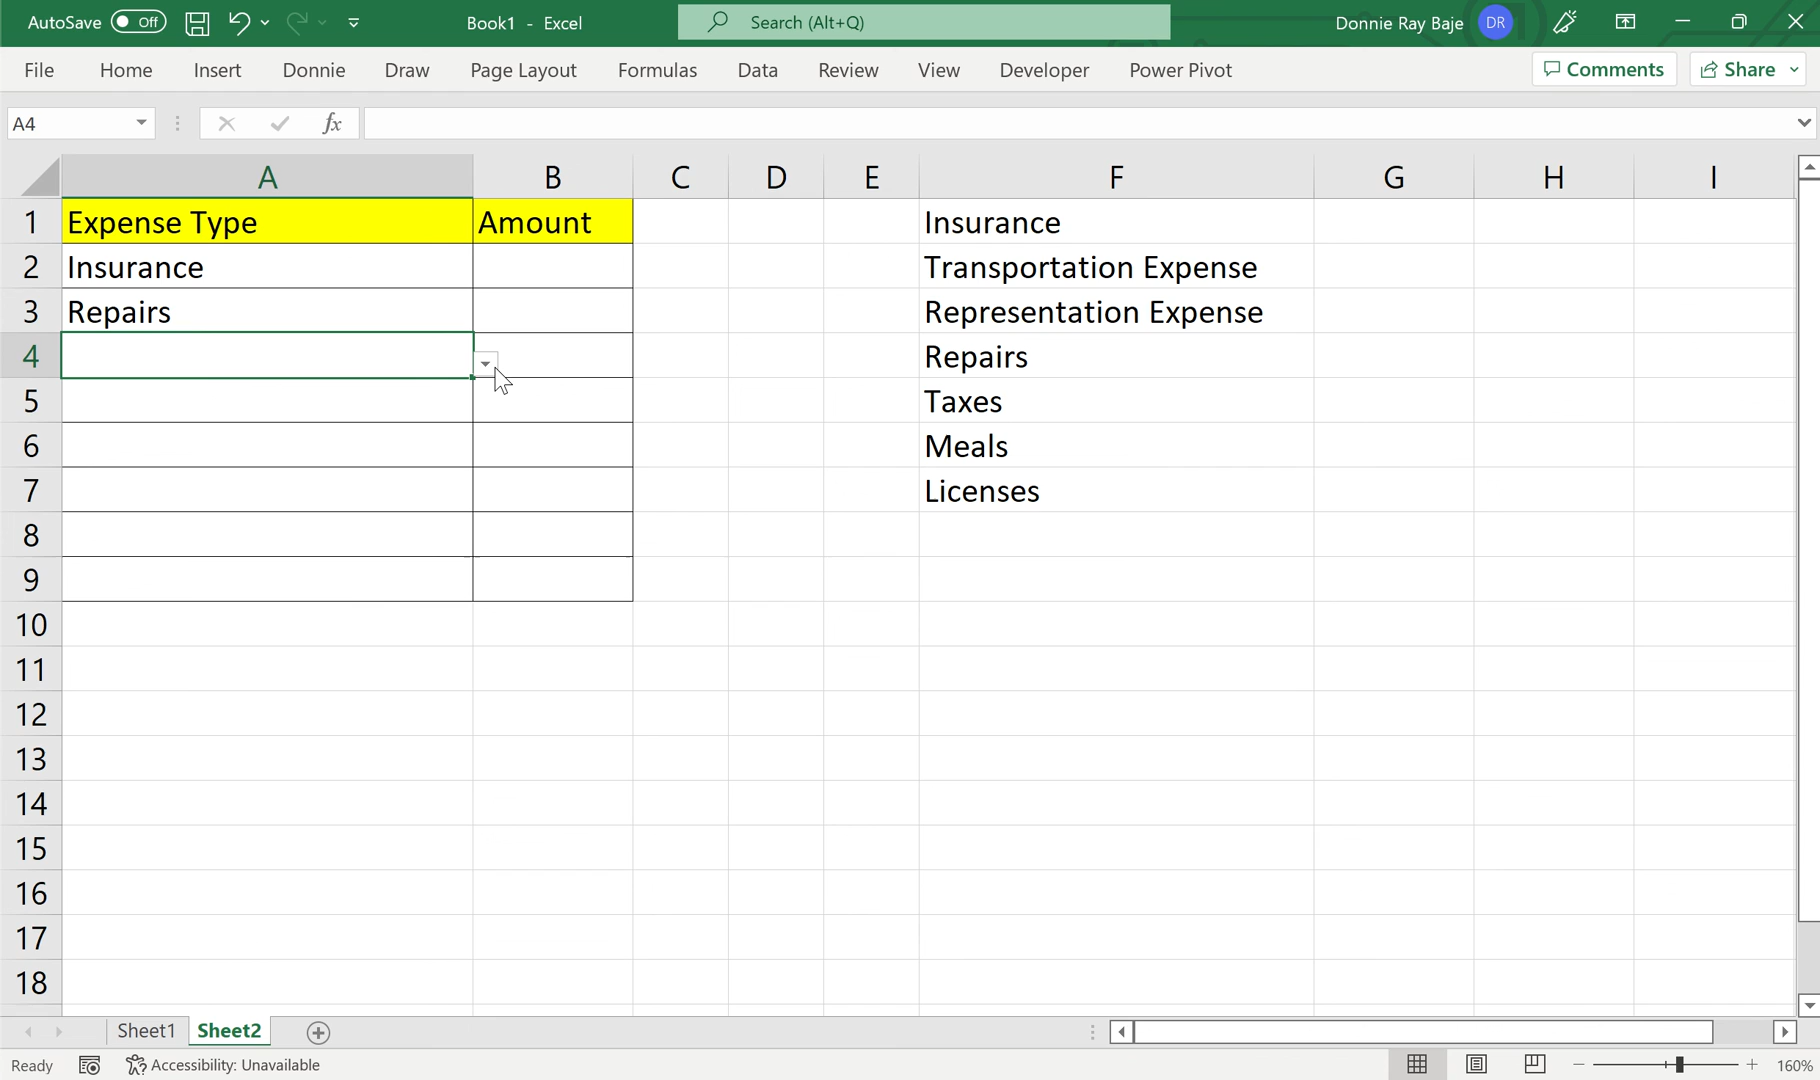 AutoSave Off Book1 - Excel Search (Alt+Q) Donnie Ray Baje DR
File Home Insert Donnie Draw Page Layout Formulas Data Review View Developer Power Pivot Comments Share
A4 fx
A B C D E F G H I
1 Expense Type Amount Insurance
2 Insurance Transportation Expense
3 Repairs Representation Expense
4 Repairs
5 Taxes
6 Meals
7 Licenses
8
9
10
11
12
13
14
15
16
17
18
Sheet1 Sheet2
Ready Accessibility: Unavailable 160%